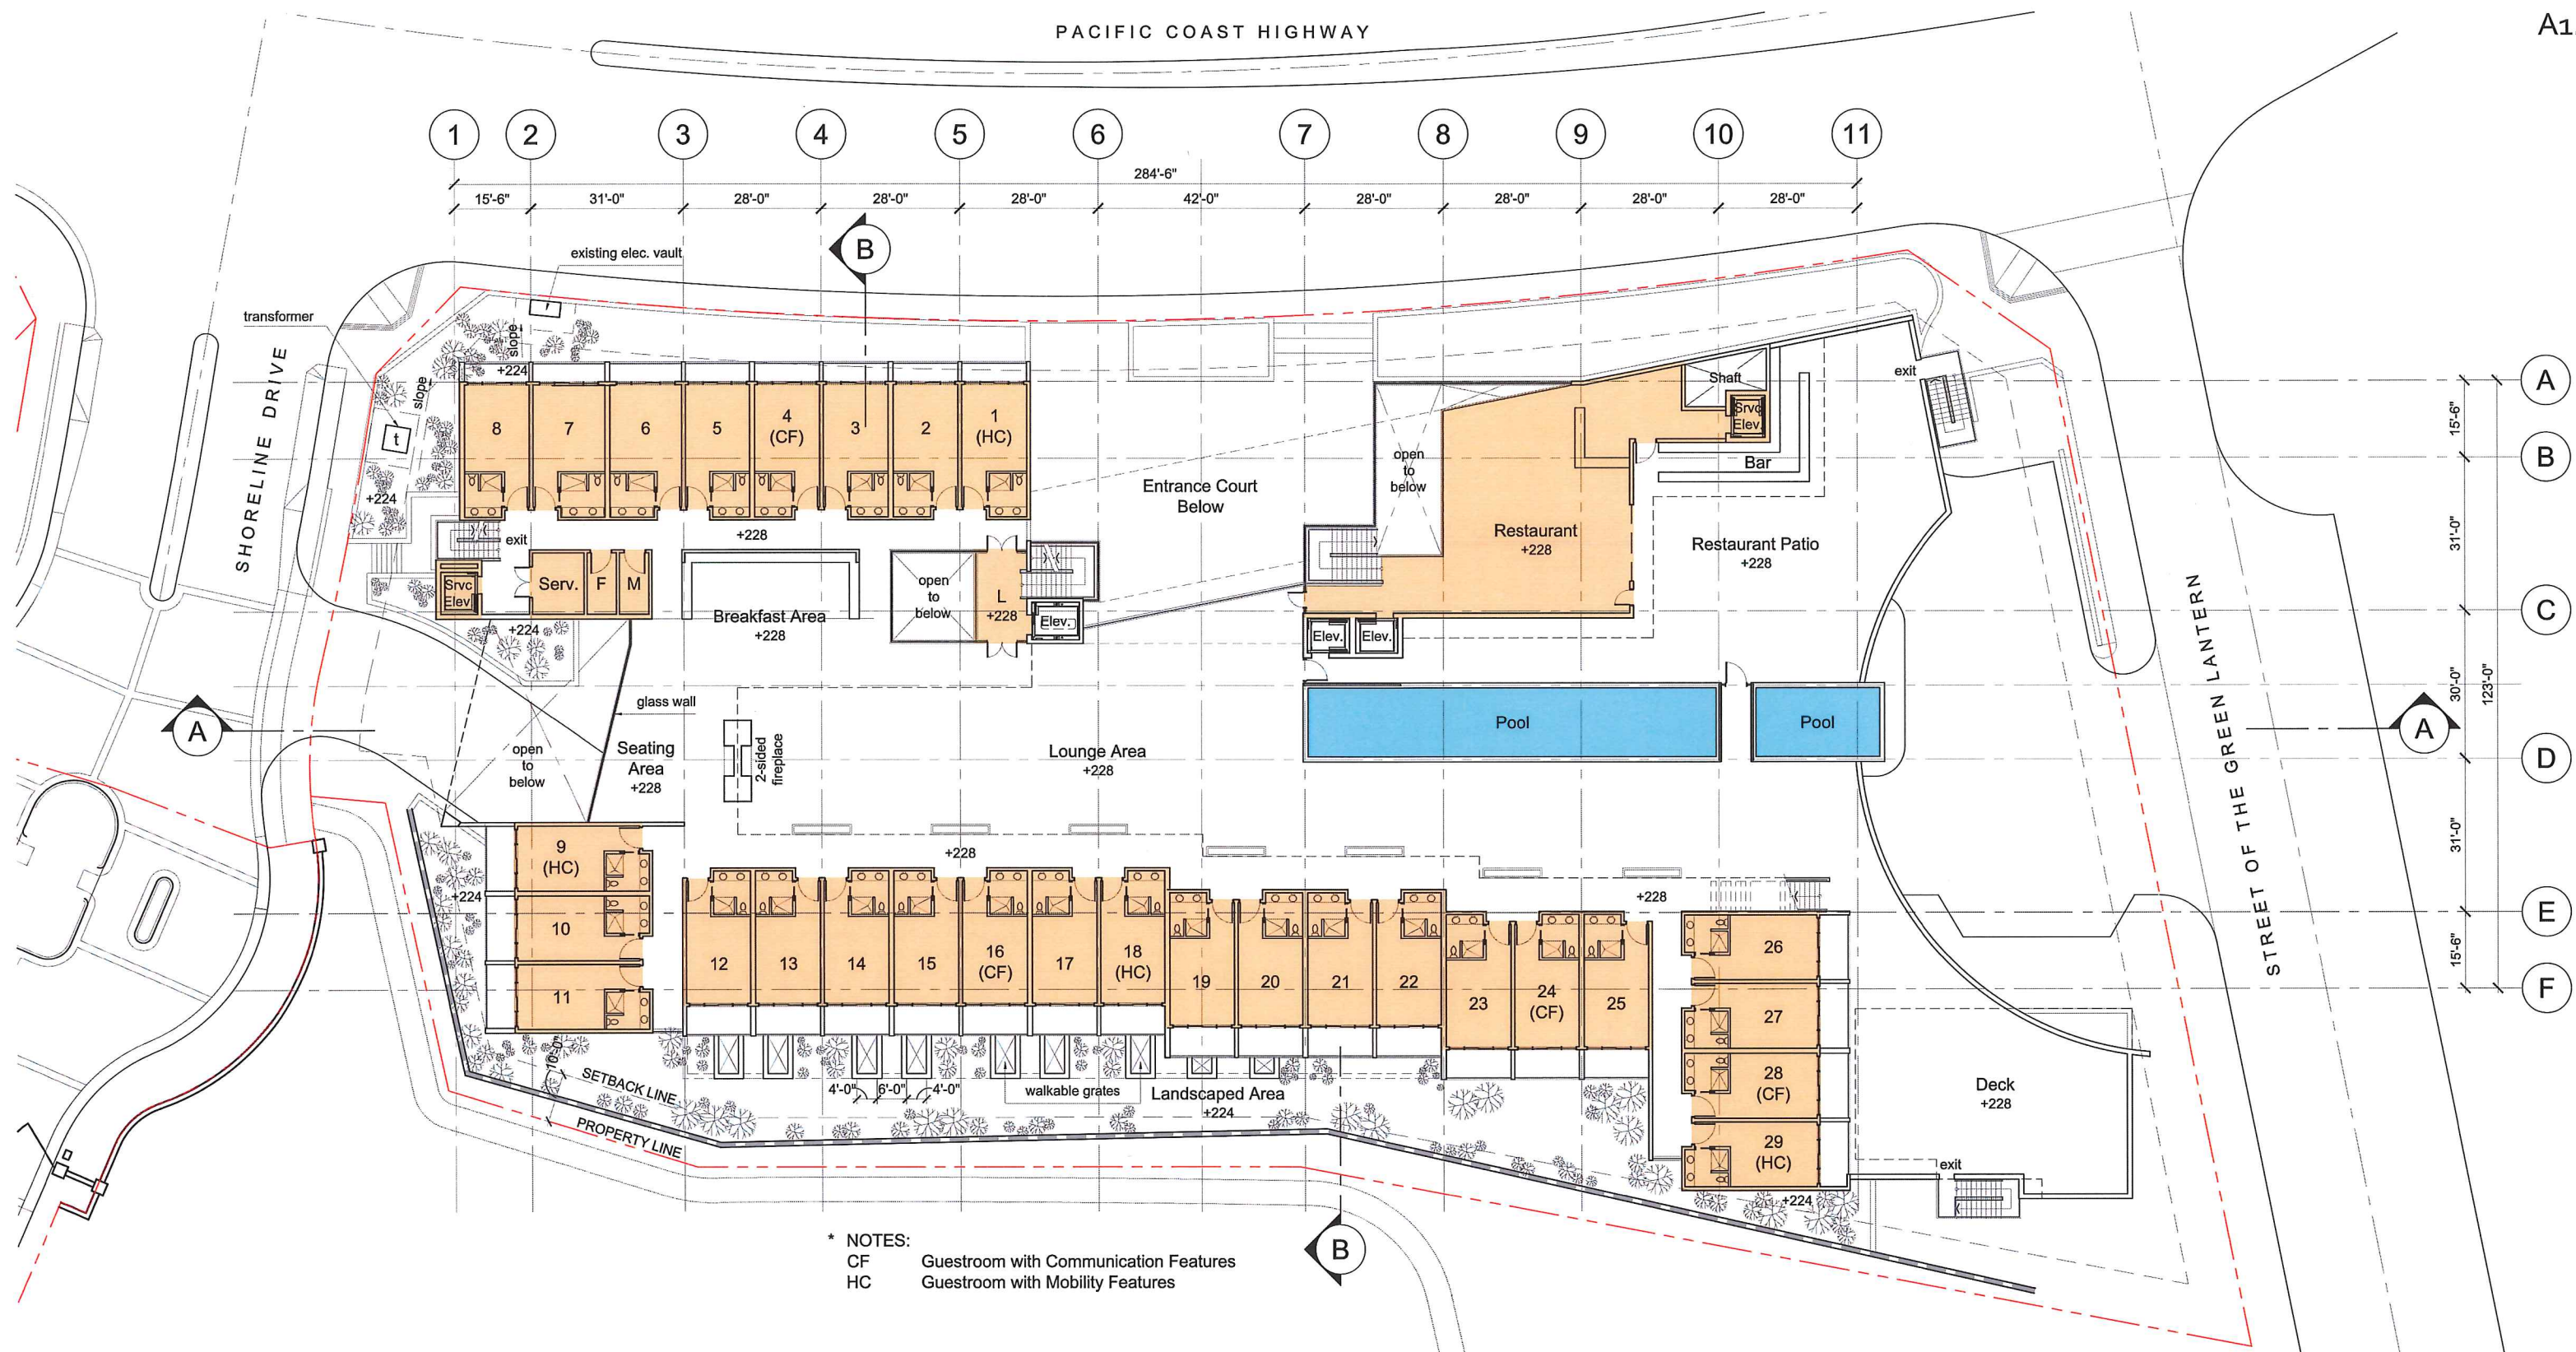 PACIFIC COAST HIGHWAY
A1
1 2 3 4 5 6 7 8 9 10 11
284'-6"
15'-6" 31'-0" 28'-0" 28'-0" 28'-0" 42'-0" 28'-0" 28'-0" 28'-0" 28'-0"
B
existing elec. vault
transformer
SHORELINE DRIVE
slope
+224
slope
t
+224
8
7
6
5
4
(CF)
3
2
1
(HC)
exit
+228
Srvc
Elev
Serv.
F
M
+224
Breakfast Area
+228
open
to
below
L
+228
Elev.
Entrance Court
Below
open
to
below
Shaft
Srvc
Elev.
Bar
exit
Restaurant
+228
Restaurant Patio
+228
Elev.
Elev.
A
B
C
D
E
F
15'-6"
31'-0"
30'-0"
123'-0"
31'-0"
15'-6"
A
glass wall
open
to
below
Seating
Area
+228
2-sided
fireplace
Lounge Area
+228
Pool
Pool
A
STREET OF THE GREEN LANTERN
9
(HC)
10
11
+224
+228
+228
12
13
14
15
16
(CF)
17
18
(HC)
19
20
21
22
23
24
(CF)
25
26
27
28
(CF)
29
(HC)
Deck
+228
exit
+224
10'-0"
SETBACK LINE
PROPERTY LINE
4'-0" 6'-0" 4'-0"
walkable grates
Landscaped Area
+224
B
* NOTES:
CF Guestroom with Communication Features
HC Guestroom with Mobility Features